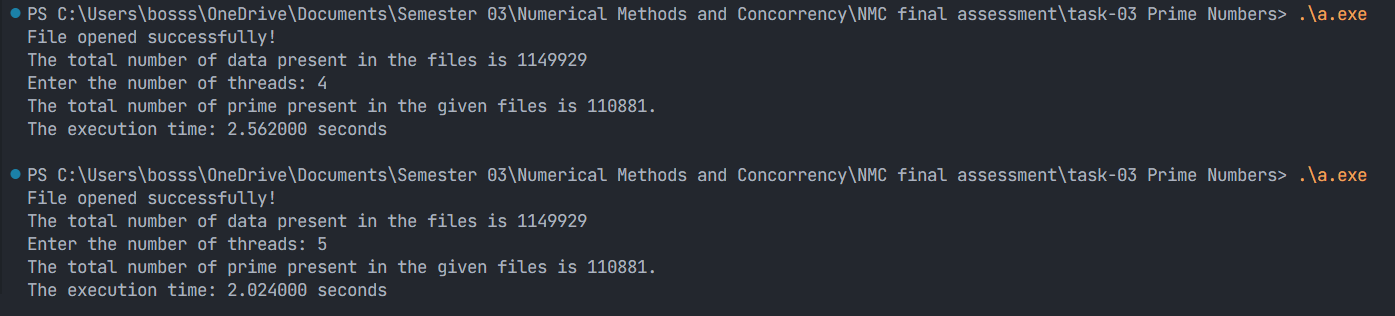 PS C:\Users\bosss\OneDrive\Documents\Semester 03\Numerical Methods and Concorrency\NMC final assessment\task-03 Prime Numbers> .\a.exe
File opened successfully!
The total number of data present in the files is 1149929
Enter the number of threads: 4
The total number of prime present in the given files is 110881.
The execution time: 2.562000 seconds
PS C:\Users\bosss\OneDrive\Documents\Semester 03\Numerical Methods and Concorrency\NMC final assessment\task-03 Prime Numbers> .\a.exe
File opened successfully!
The total number of data present in the files is 1149929
Enter the number of threads: 5
The total number of prime present in the given files is 110881.
The execution time: 2.024000 seconds